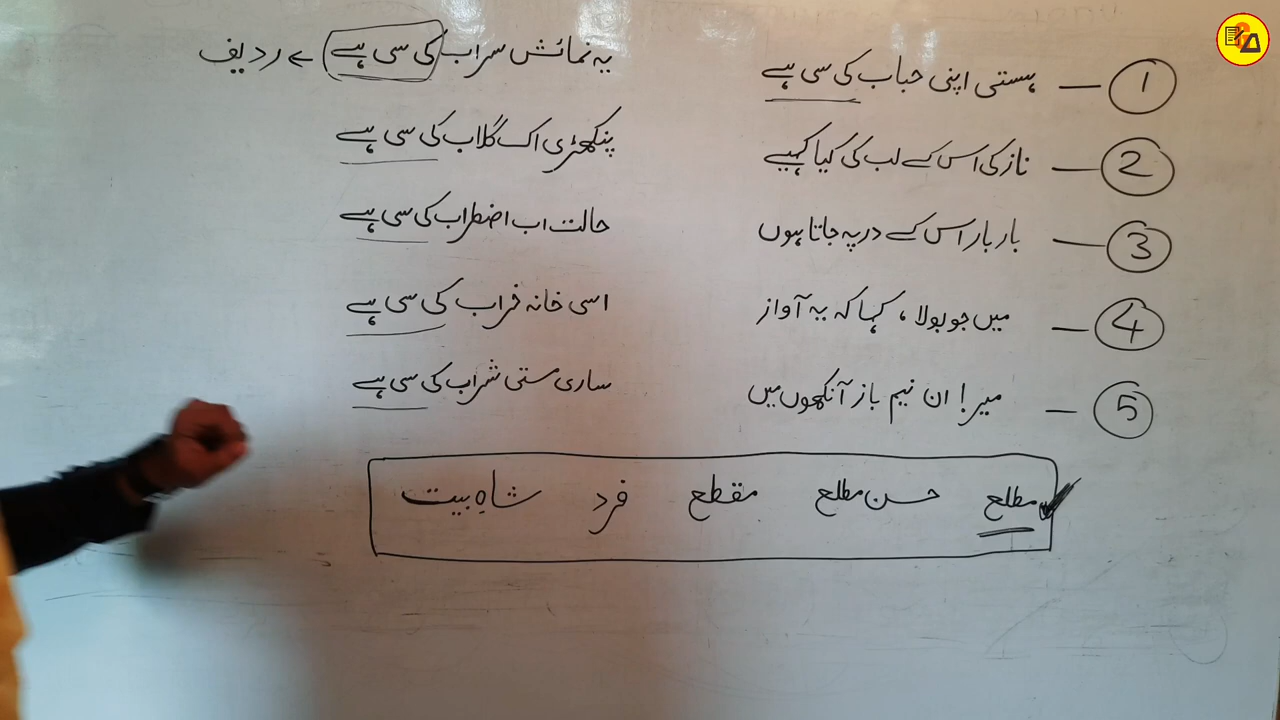 1 — ہستی اپنی حباب کی سی ہے یہ نمائش سراب کی سی ہے ← ردیف
2 — نازکی اس کے لب کی کیا کہیے پنکھڑی اک گلاب کی سی ہے
3 — بار بار اس کے در پہ جاتا ہوں حالت اب اضطراب کی سی ہے
4 — میں جو بولا، کہا کہ یہ آواز اسی خانہ خراب کی سی ہے
5 — میر! ان نیم باز آنکھوں میں ساری مستی شراب کی سی ہے
مطلع حسن مطلع مقطع فرد شاہِ بیت